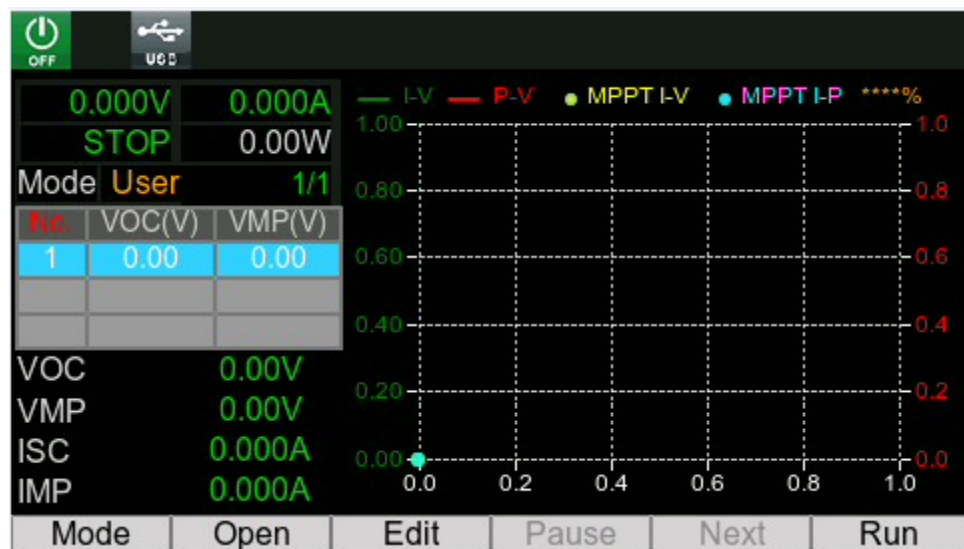 OFF USB
0.000V 0.000A
STOP 0.00W
Mode User 1/1
No. VOC(V) VMP(V)
1 0.00 0.00
VOC 0.00V
VMP 0.00V
ISC 0.000A
IMP 0.000A
I-V P-V MPPT I-V MPPT I-P ****%
1.00 1.0
0.80 0.8
0.60 0.6
0.40 0.4
0.20 0.2
0.00 0.0
0.0 0.2 0.4 0.6 0.8 1.0
Mode Open Edit Pause Next Run